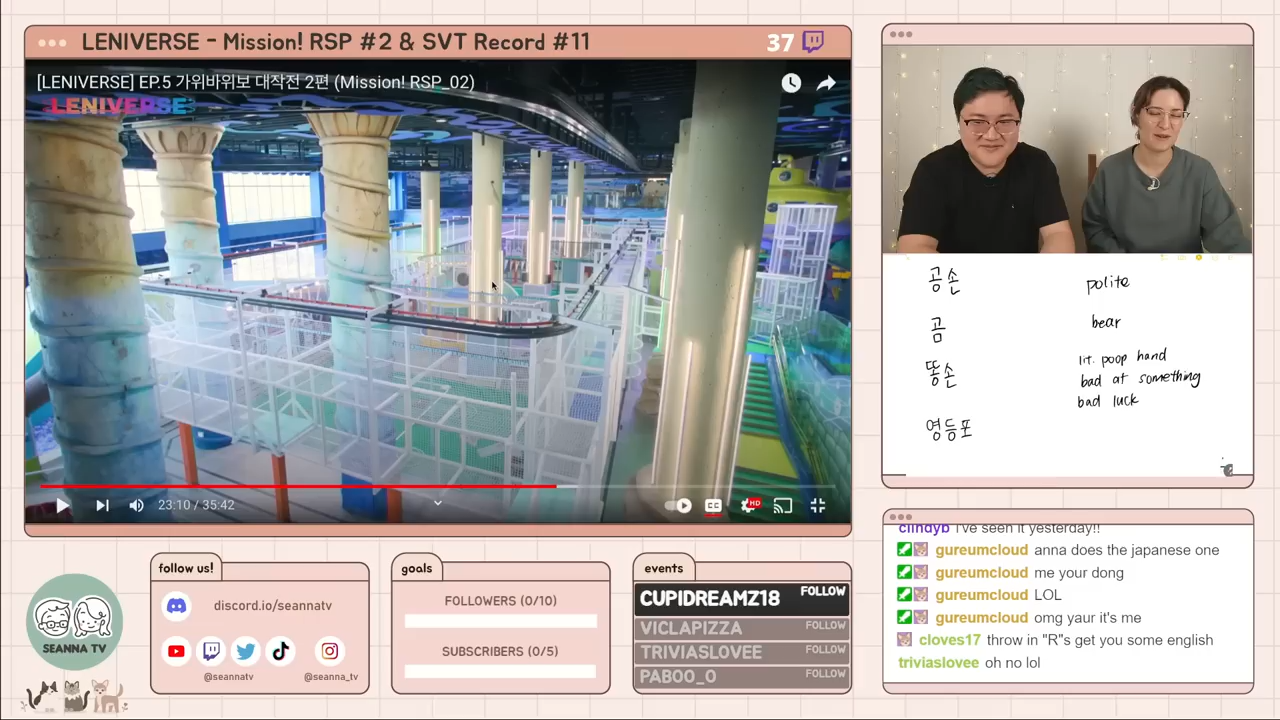 LENIVERSE - Mission! RSP #2 & SVT Record #11
37
[LENIVERSE] EP.5 가위바위보 대작전 2편 (Mission! RSP_02)
LENIVERSE
23:10 / 35:42
CC
HD
공손 polite
곰 bear
똥손 lit. poop hand
bad at something
bad luck
영등포
clindyb i've seen it yesterday!!
gureumcloud anna does the japanese one
gureumcloud me your dong
gureumcloud LOL
gureumcloud omg yaur it's me
cloves17 throw in "R"s get you some english
triviaslovee oh no lol
SEANNA TV
follow us!
discord.io/seannatv
@seannatv
@seanna_tv
goals
FOLLOWERS (0/10)
SUBSCRIBERS (0/5)
events
CUPIDREAMZ18 FOLLOW
VICLAPIZZA FOLLOW
TRIVIASLOVEE FOLLOW
PABOO_O FOLLOW